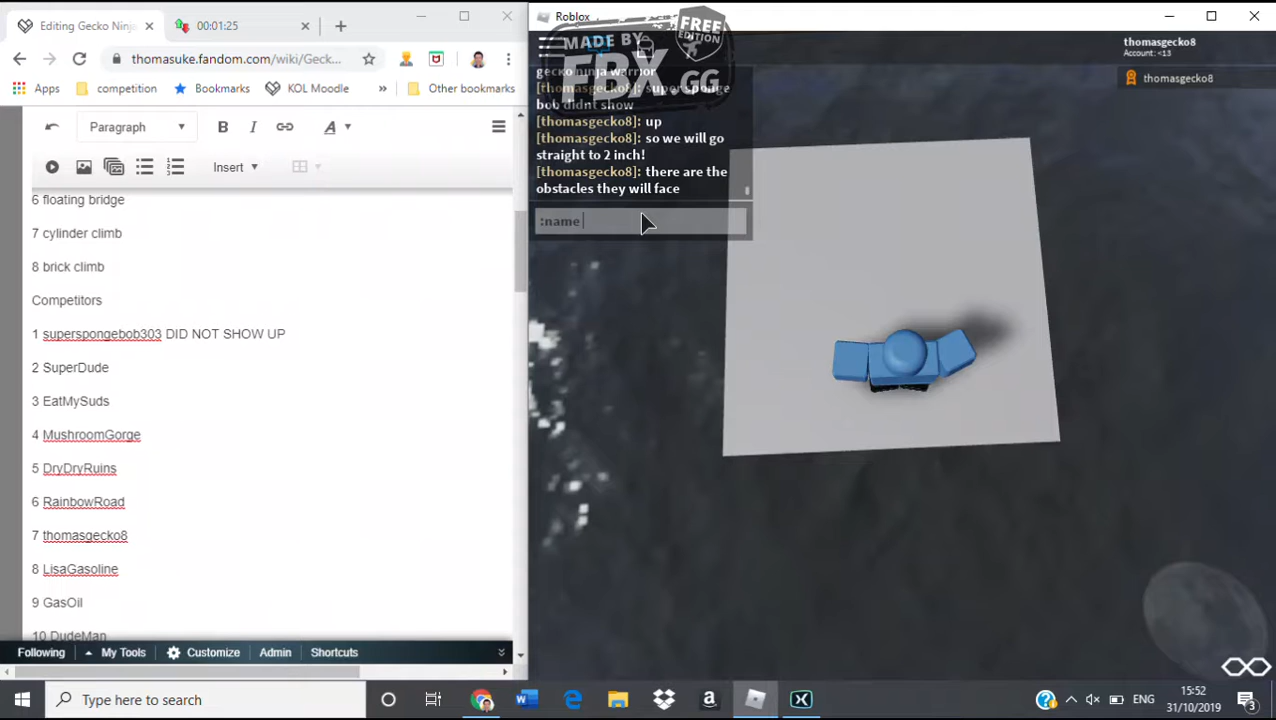 Editing Gecko Ninja
00:01:25
thomasuke.fandom.com/wiki/Geck...
Apps
competition
KOL Moodle
»
Other bookmarks
Paragraph
B
I
A
Insert
6 floating bridge
7 cylinder climb
8 brick climb
Competitors
1 superspongebob303 DID NOT SHOW UP
2 SuperDude
3 EatMySuds
4 MushroomGorge
5 DryDryRuins
6 RainbowRoad
7 thomasgecko8
8 LisaGasoline
9 GasOil
10 DudeMan
Following
My Tools
Customize
Admin
Shortcuts
Roblox
MADE BY
FBX.GG
FREE
EDITION
gecko ninja warrior
[thomasgecko8]: super sponge
bob didnt show
[thomasgecko8]: up
[thomasgecko8]: so we will go
straight to 2 inch!
[thomasgecko8]: there are the
obstacles they will face
:name
thomasgecko8
Account: <13
thomasgecko8
Type here to search
ENG
15:52
31/10/2019
3